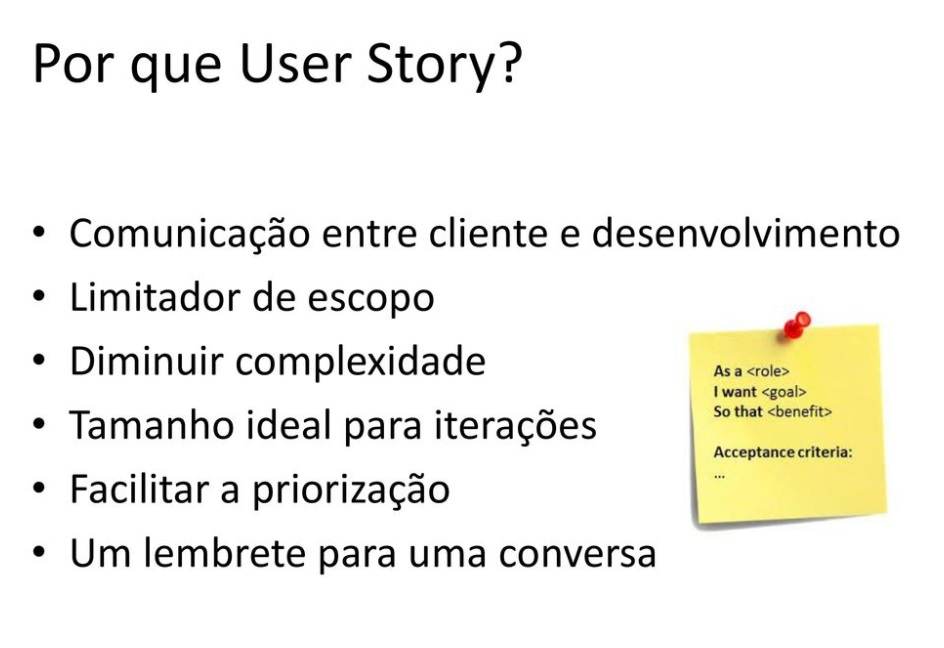 Por que User Story?
• Comunicação entre cliente e desenvolvimento
• Limitador de escopo
• Diminuir complexidade
• Tamanho ideal para iterações
• Facilitar a priorização
• Um lembrete para uma conversa
As a <role>
I want <goal>
So that <benefit>
Acceptance criteria:
...